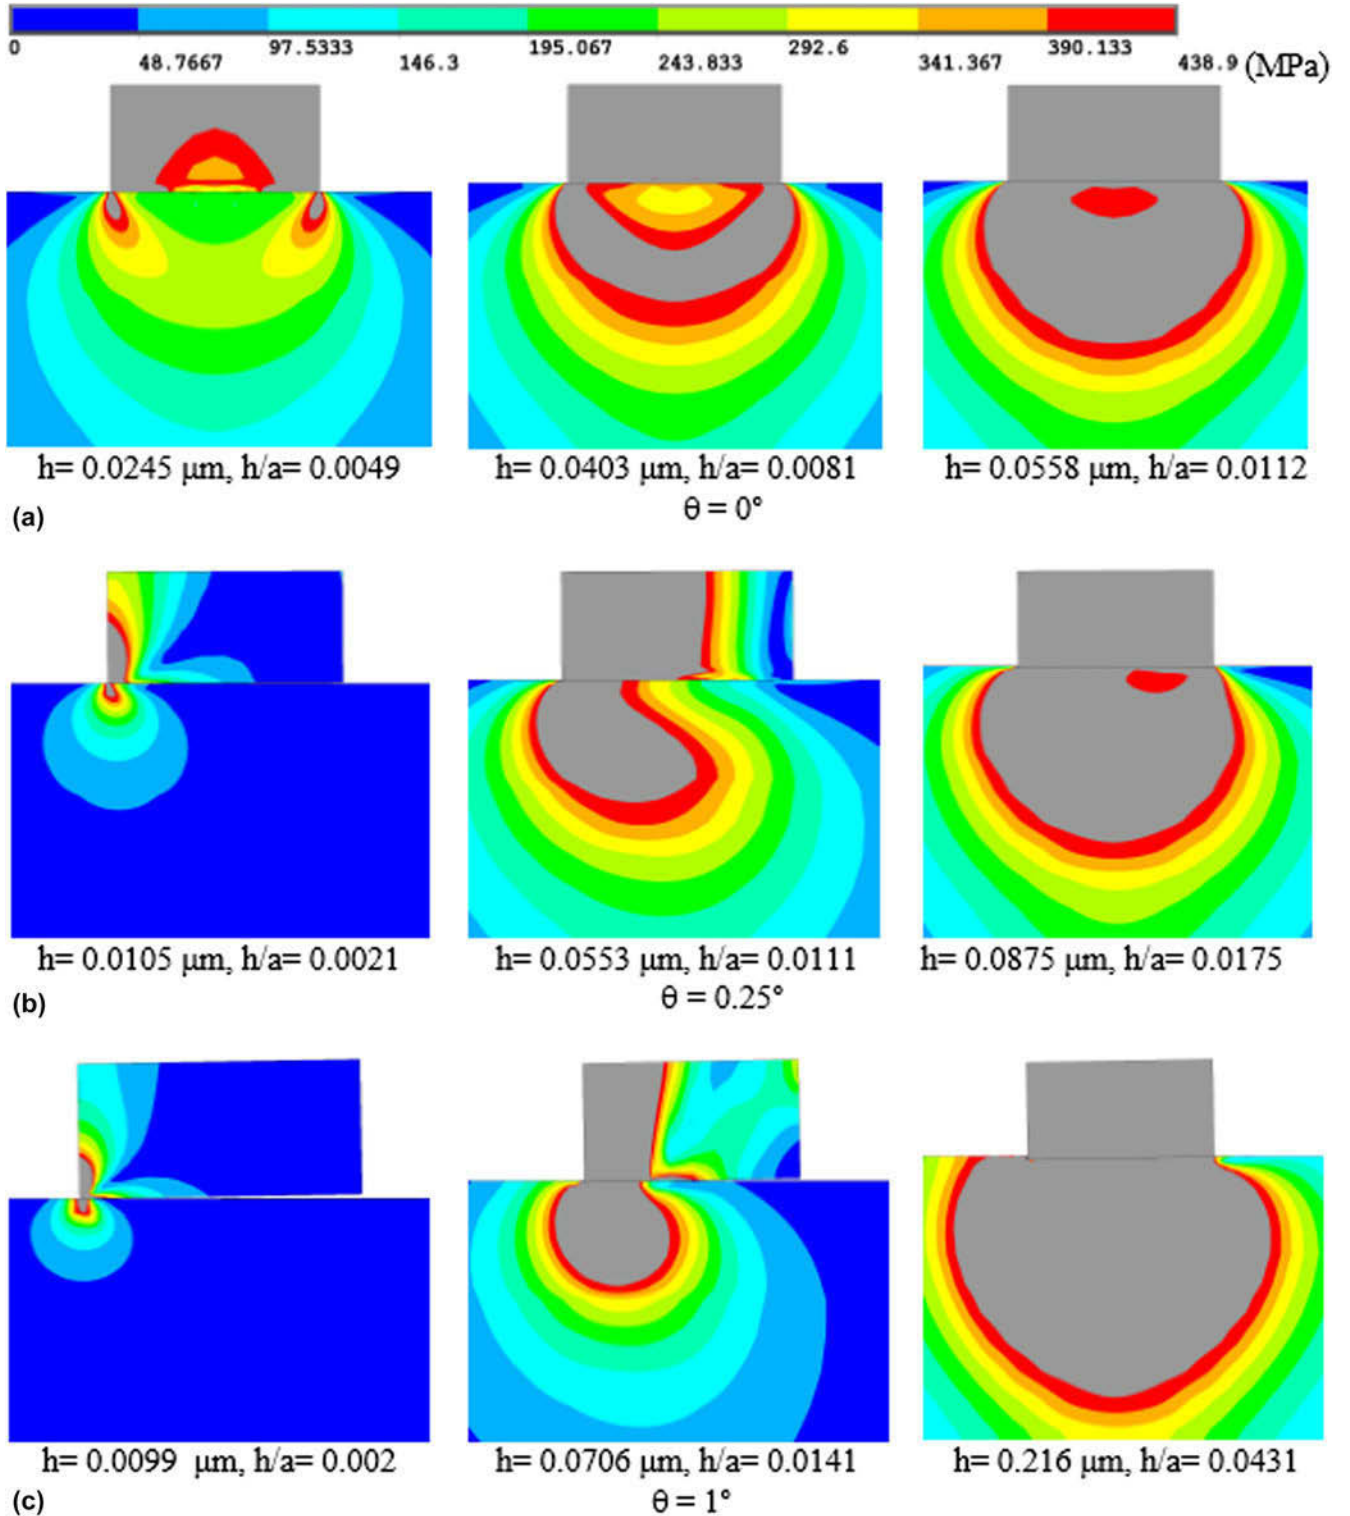 0 97.5333 195.067 292.6 390.133
48.7667 146.3 243.833 341.367 438.9 (MPa)
h= 0.0245 μm, h/a= 0.0049 h= 0.0403 μm, h/a= 0.0081 h= 0.0558 μm, h/a= 0.0112
(a) θ = 0°
h= 0.0105 μm, h/a= 0.0021 h= 0.0553 μm, h/a= 0.0111 h= 0.0875 μm, h/a= 0.0175
(b) θ = 0.25°
h= 0.0099 μm, h/a= 0.002 h= 0.0706 μm, h/a= 0.0141 h= 0.216 μm, h/a= 0.0431
(c) θ = 1°